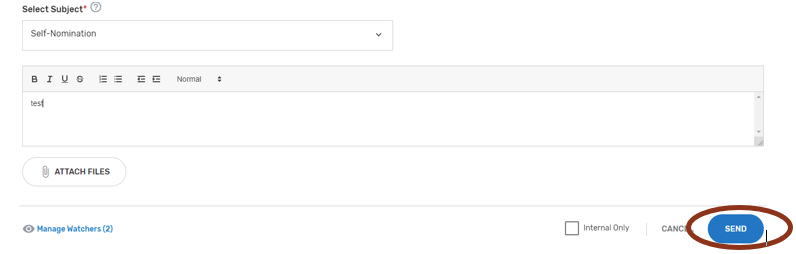 Select Subject* ?
Self-Nomination
B I U S Normal
test
ATTACH FILES
Manage Watchers (2)
Internal Only
SEND